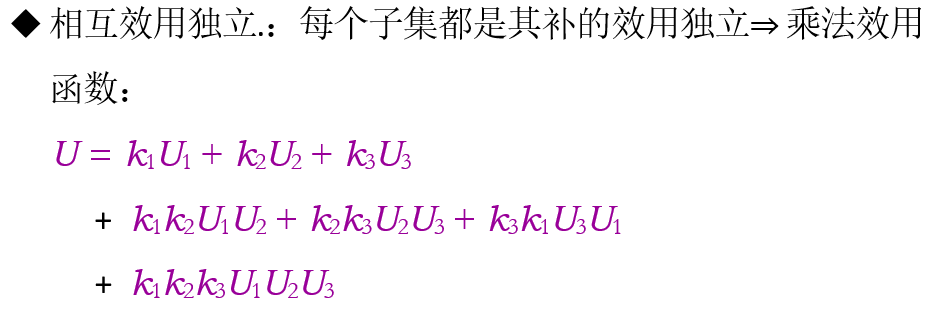 ◆ 相互效用独立.：每个子集都是其补的效用独立⇒ 乘法效用
函数：
U = k₁U₁ + k₂U₂ + k₃U₃
+ k₁k₂U₁U₂ + k₂k₃U₂U₃ + k₃k₁U₃U₁
+ k₁k₂k₃U₁U₂U₃